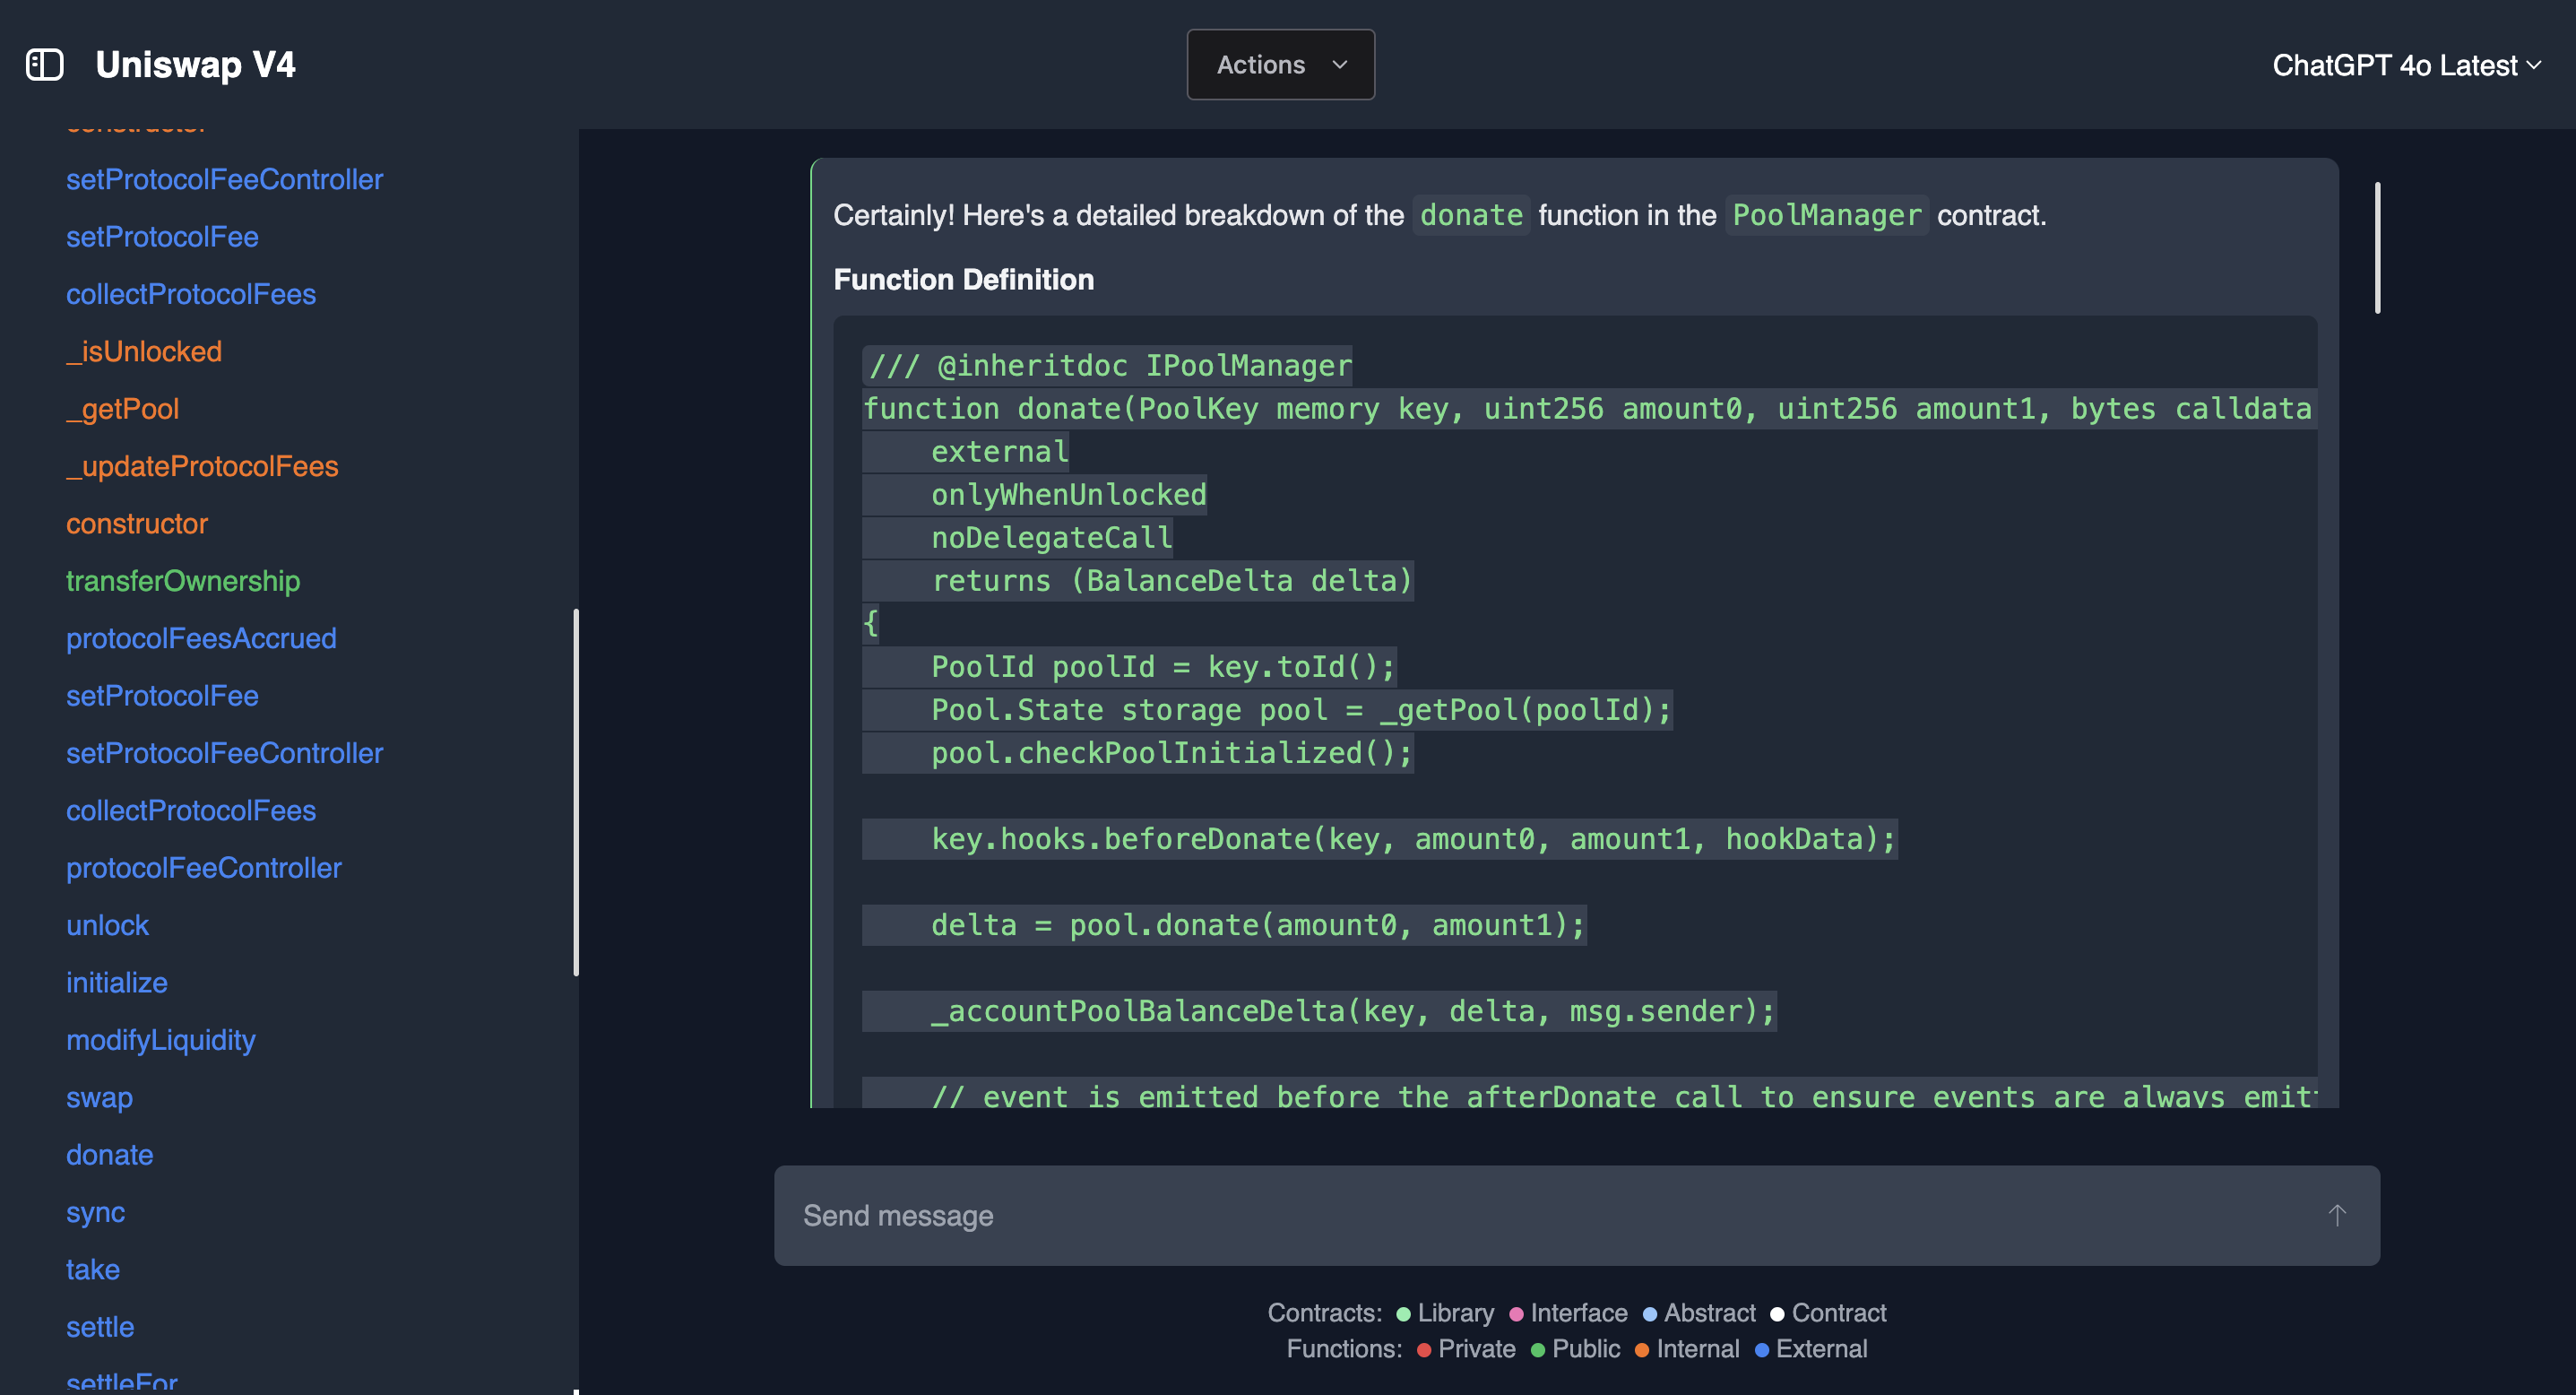 Uniswap V4
Actions
ChatGPT 4o Latest
constructor
setProtocolFeeController
setProtocolFee
collectProtocolFees
_isUnlocked
_getPool
_updateProtocolFees
constructor
transferOwnership
protocolFeesAccrued
setProtocolFee
setProtocolFeeController
collectProtocolFees
protocolFeeController
unlock
initialize
modifyLiquidity
swap
donate
sync
take
settle
settleFor
Certainly! Here's a detailed breakdown of the donate function in the PoolManager contract.
Function Definition
/// @inheritdoc IPoolManager
function donate(PoolKey memory key, uint256 amount0, uint256 amount1, bytes calldata
    external
    onlyWhenUnlocked
    noDelegateCall
    returns (BalanceDelta delta)
{
    PoolId poolId = key.toId();
    Pool.State storage pool = _getPool(poolId);
    pool.checkPoolInitialized();
    key.hooks.beforeDonate(key, amount0, amount1, hookData);
    delta = pool.donate(amount0, amount1);
    _accountPoolBalanceDelta(key, delta, msg.sender);
    // event is emitted before the afterDonate call to ensure events are always emit
Send message
Contracts: Library Interface Abstract Contract
Functions: Private Public Internal External